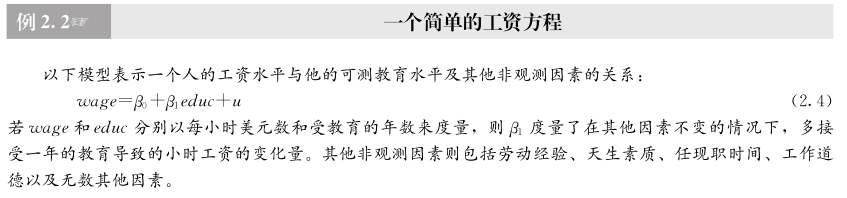 例 2.2 一个简单的工资方程
以下模型表示一个人的工资水平与他的可测教育水平及其他非观测因素的关系：
wage=β₀+β₁educ+u (2.4)
若 wage 和 educ 分别以每小时美元数和受教育的年数来度量，则 β₁ 度量了在其他因素不变的情况下，多接
受一年的教育导致的小时工资的变化量。其他非观测因素则包括劳动经验、天生素质、任现职时间、工作道
德以及无数其他因素。